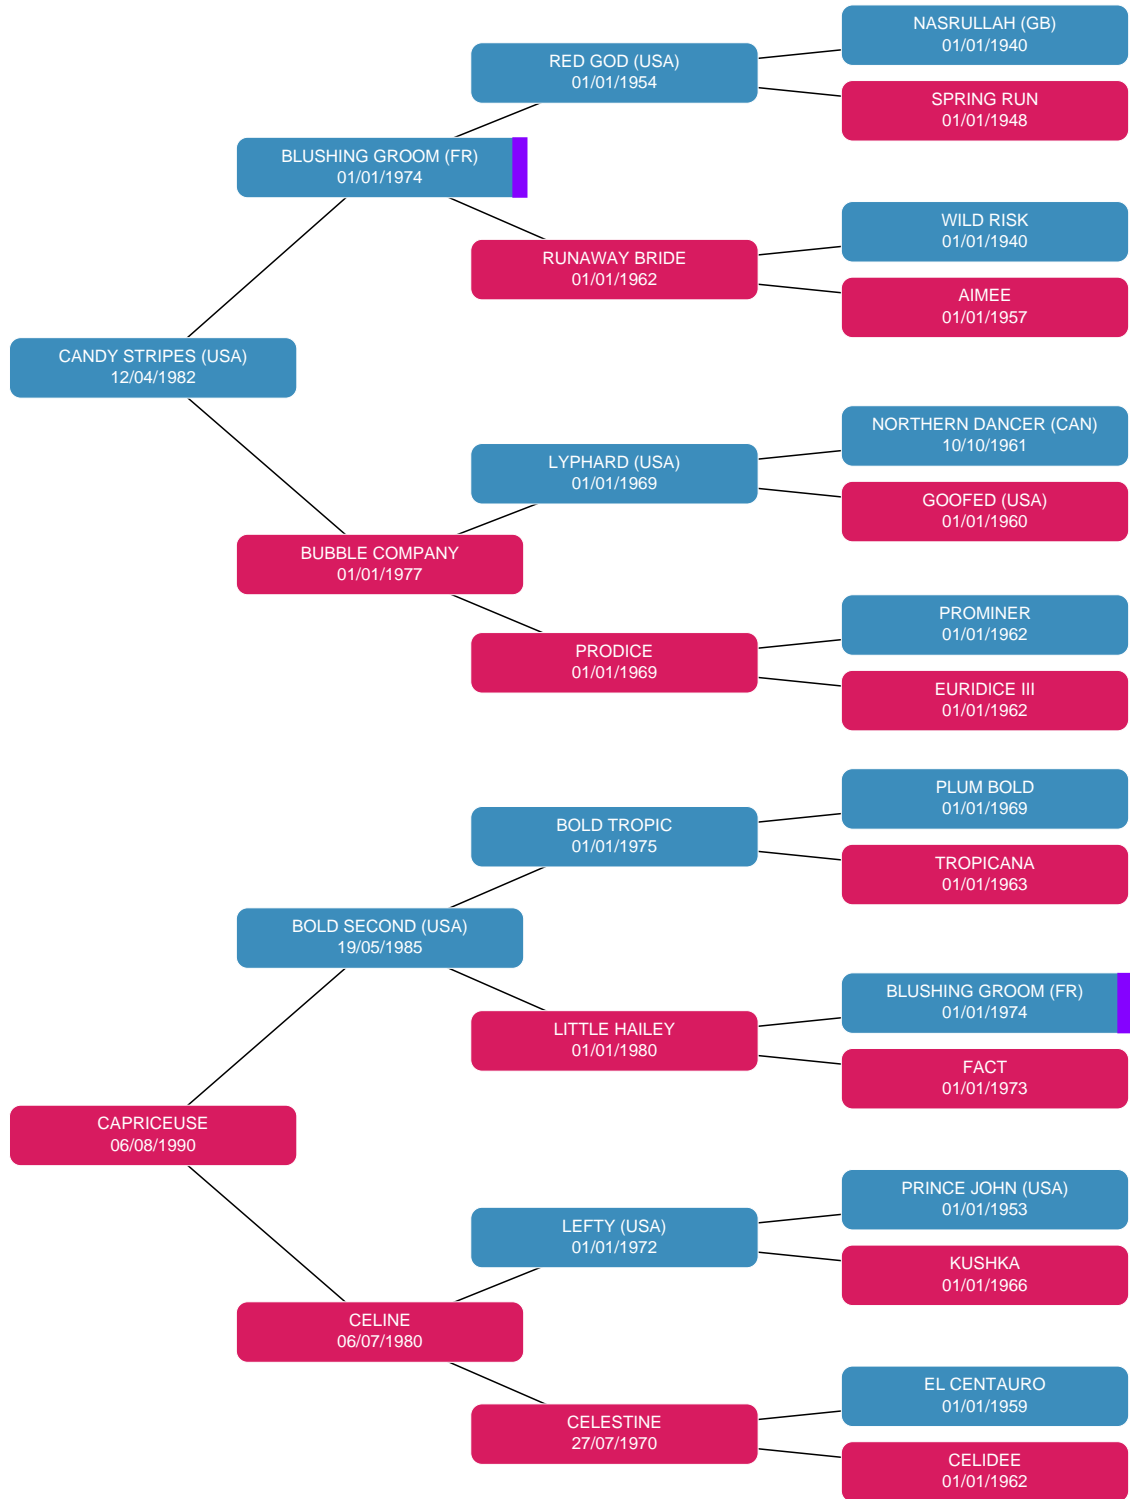 NASRULLAH (GB)
01/01/1940
RED GOD (USA)
01/01/1954
SPRING RUN
01/01/1948
BLUSHING GROOM (FR)
01/01/1974
WILD RISK
01/01/1940
RUNAWAY BRIDE
01/01/1962
AIMEE
01/01/1957
CANDY STRIPES (USA)
12/04/1982
NORTHERN DANCER (CAN)
10/10/1961
LYPHARD (USA)
01/01/1969
GOOFED (USA)
01/01/1960
BUBBLE COMPANY
01/01/1977
PROMINER
01/01/1962
PRODICE
01/01/1969
EURIDICE III
01/01/1962
PLUM BOLD
01/01/1969
BOLD TROPIC
01/01/1975
TROPICANA
01/01/1963
BOLD SECOND (USA)
19/05/1985
BLUSHING GROOM (FR)
01/01/1974
LITTLE HAILEY
01/01/1980
FACT
01/01/1973
CAPRICEUSE
06/08/1990
PRINCE JOHN (USA)
01/01/1953
LEFTY (USA)
01/01/1972
KUSHKA
01/01/1966
CELINE
06/07/1980
EL CENTAURO
01/01/1959
CELESTINE
27/07/1970
CELIDEE
01/01/1962